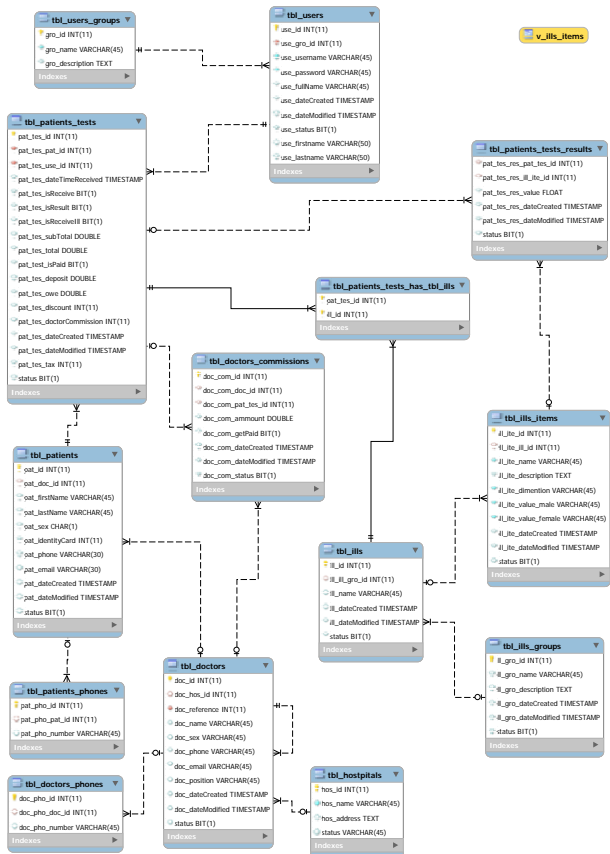 tbl_users_groups
gro_id INT(11)
gro_name VARCHAR(45)
gro_description TEXT
Indexes
tbl_users
use_id INT(11)
use_gro_id INT(11)
use_username VARCHAR(45)
use_password VARCHAR(45)
use_fullName VARCHAR(45)
use_dateCreated TIMESTAMP
use_dateModified TIMESTAMP
use_status BIT(1)
use_firstname VARCHAR(50)
use_lastname VARCHAR(50)
Indexes
v_ills_items
tbl_patients_tests
pat_tes_id INT(11)
pat_tes_pat_id INT(11)
pat_tes_use_id INT(11)
pat_tes_dateTimeReceived TIMESTAMP
pat_tes_isReceive BIT(1)
pat_tes_isResult BIT(1)
pat_tes_isReceiveIll BIT(1)
pat_tes_subTotal DOUBLE
pat_tes_total DOUBLE
pat_test_isPaid BIT(1)
pat_tes_deposit DOUBLE
pat_tes_owe DOUBLE
pat_tes_discount INT(11)
pat_tes_doctorCommission INT(11)
pat_tes_dateCreated TIMESTAMP
pat_tes_dateModified TIMESTAMP
pat_tes_tax INT(11)
status BIT(1)
Indexes
tbl_patients_tests_results
pat_tes_res_pat_tes_id INT(11)
pat_tes_res_ill_ite_id INT(11)
pat_tes_res_value FLOAT
pat_tes_res_dateCreated TIMESTAMP
pat_tes_res_dateModified TIMESTAMP
status BIT(1)
Indexes
tbl_patients_tests_has_tbl_ills
pat_tes_id INT(11)
ill_id INT(11)
Indexes
tbl_doctors_commissions
doc_com_id INT(11)
doc_com_doc_id INT(11)
doc_com_pat_tes_id INT(11)
doc_com_ammount DOUBLE
doc_com_getPaid BIT(1)
doc_com_dateCreated TIMESTAMP
doc_com_dateModified TIMESTAMP
doc_com_status BIT(1)
Indexes
tbl_ills_items
ill_ite_id INT(11)
ill_ite_ill_id INT(11)
ill_ite_name VARCHAR(45)
ill_ite_description TEXT
ill_ite_dimention VARCHAR(45)
ill_ite_value_male VARCHAR(45)
ill_ite_value_female VARCHAR(45)
ill_ite_dateCreated TIMESTAMP
ill_ite_dateModified TIMESTAMP
status BIT(1)
Indexes
tbl_patients
pat_id INT(11)
pat_doc_id INT(11)
pat_firstName VARCHAR(45)
pat_lastName VARCHAR(45)
pat_sex CHAR(1)
pat_identityCard INT(11)
pat_phone VARCHAR(30)
pat_email VARCHAR(30)
pat_dateCreated TIMESTAMP
pat_dateModified TIMESTAMP
status BIT(1)
Indexes
tbl_ills
ill_id INT(11)
ill_ill_gro_id INT(11)
ill_name VARCHAR(45)
ill_dateCreated TIMESTAMP
ill_dateModified TIMESTAMP
status BIT(1)
Indexes
tbl_ills_groups
ill_gro_id INT(11)
ill_gro_name VARCHAR(45)
ill_gro_description TEXT
ill_gro_dateCreated TIMESTAMP
ill_gro_dateModified TIMESTAMP
status BIT(1)
Indexes
tbl_doctors
doc_id INT(11)
doc_hos_id INT(11)
doc_reference INT(11)
doc_name VARCHAR(45)
doc_sex VARCHAR(45)
doc_phone VARCHAR(45)
doc_email VARCHAR(45)
doc_position VARCHAR(45)
doc_dateCreated TIMESTAMP
doc_dateModified TIMESTAMP
status BIT(1)
Indexes
tbl_patients_phones
pat_pho_id INT(11)
pat_pho_pat_id INT(11)
pat_pho_number VARCHAR(45)
Indexes
tbl_doctors_phones
doc_pho_id INT(11)
doc_pho_doc_id INT(11)
doc_pho_number VARCHAR(45)
Indexes
tbl_hostpitals
hos_id INT(11)
hos_name VARCHAR(45)
hos_address TEXT
status VARCHAR(45)
Indexes